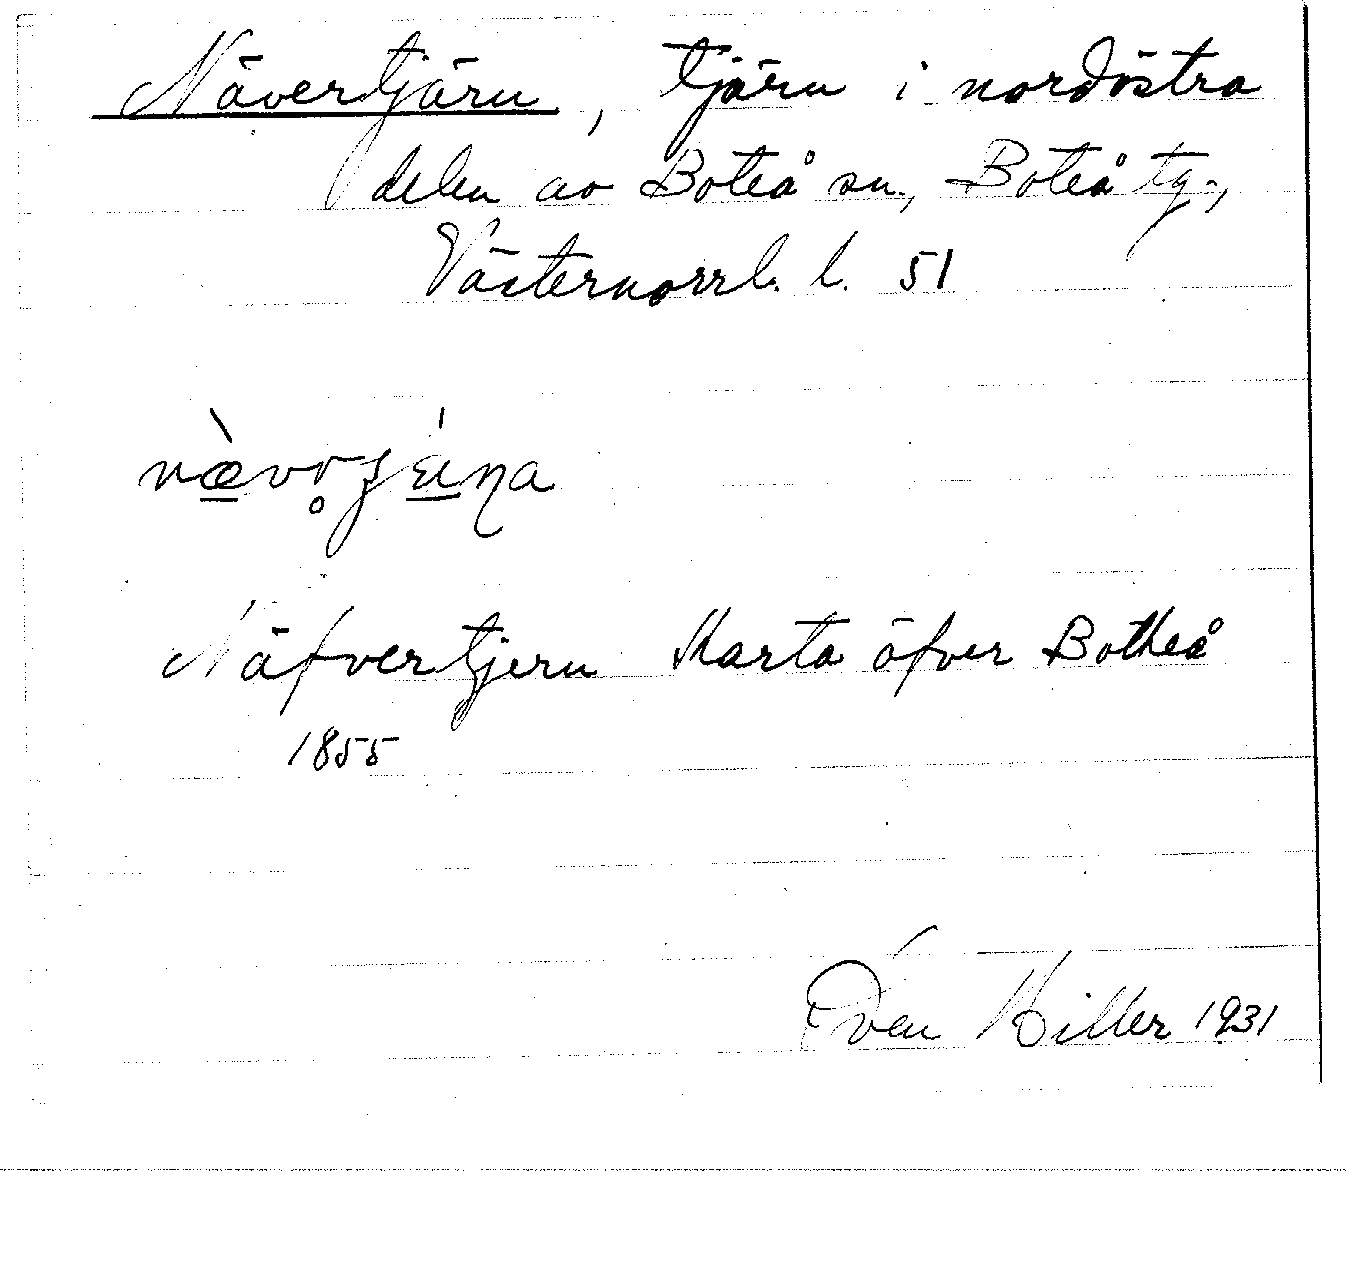 Nävertjärn, tjärn i nordöstra
delen av Boteå sn., Boteå tg.,
Västernorrl. l. 51
Näfvertjern Karta öfver Botheå
1855
Sven Hiller 1931